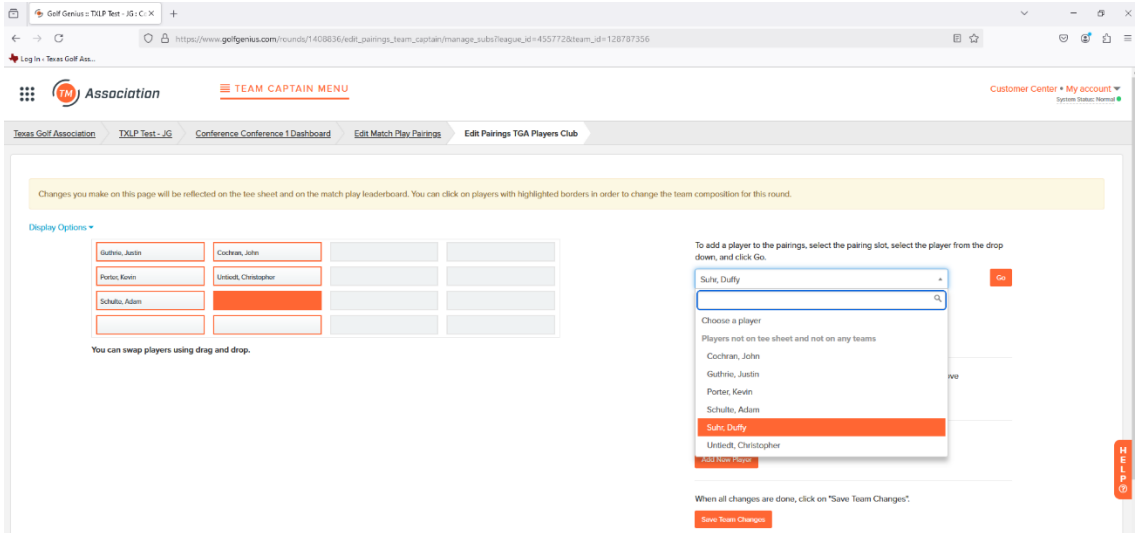 Golf Genius :: TXLP Test - JG : C
https://www.golfgenius.com/rounds/1408836/edit_pairings_team_captain/manage_subs?league_id=455772&team_id=128787356
Log In ‹ Texas Golf Ass...
TM Association
TEAM CAPTAIN MENU
Customer Center • My account
System Status: Normal
Texas Golf Association
TXLP Test - JG
Conference Conference 1 Dashboard
Edit Match Play Pairings
Edit Pairings TGA Players Club
Changes you make on this page will be reflected on the tee sheet and on the match play leaderboard. You can click on players with highlighted borders in order to change the team composition for this round.
Display Options
Guthrie, Justin
Cochran, John
Porter, Kevin
Untiedt, Christopher
Schulte, Adam
You can swap players using drag and drop.
To add a player to the pairings, select the pairing slot, select the player from the drop
down, and click Go.
Suhr, Duffy
Go
Choose a player
Players not on tee sheet and not on any teams
Cochran, John
Guthrie, Justin
Porter, Kevin
Schulte, Adam
Suhr, Duffy
Untiedt, Christopher
Add New Player
When all changes are done, click on "Save Team Changes".
Save Team Changes
HELP